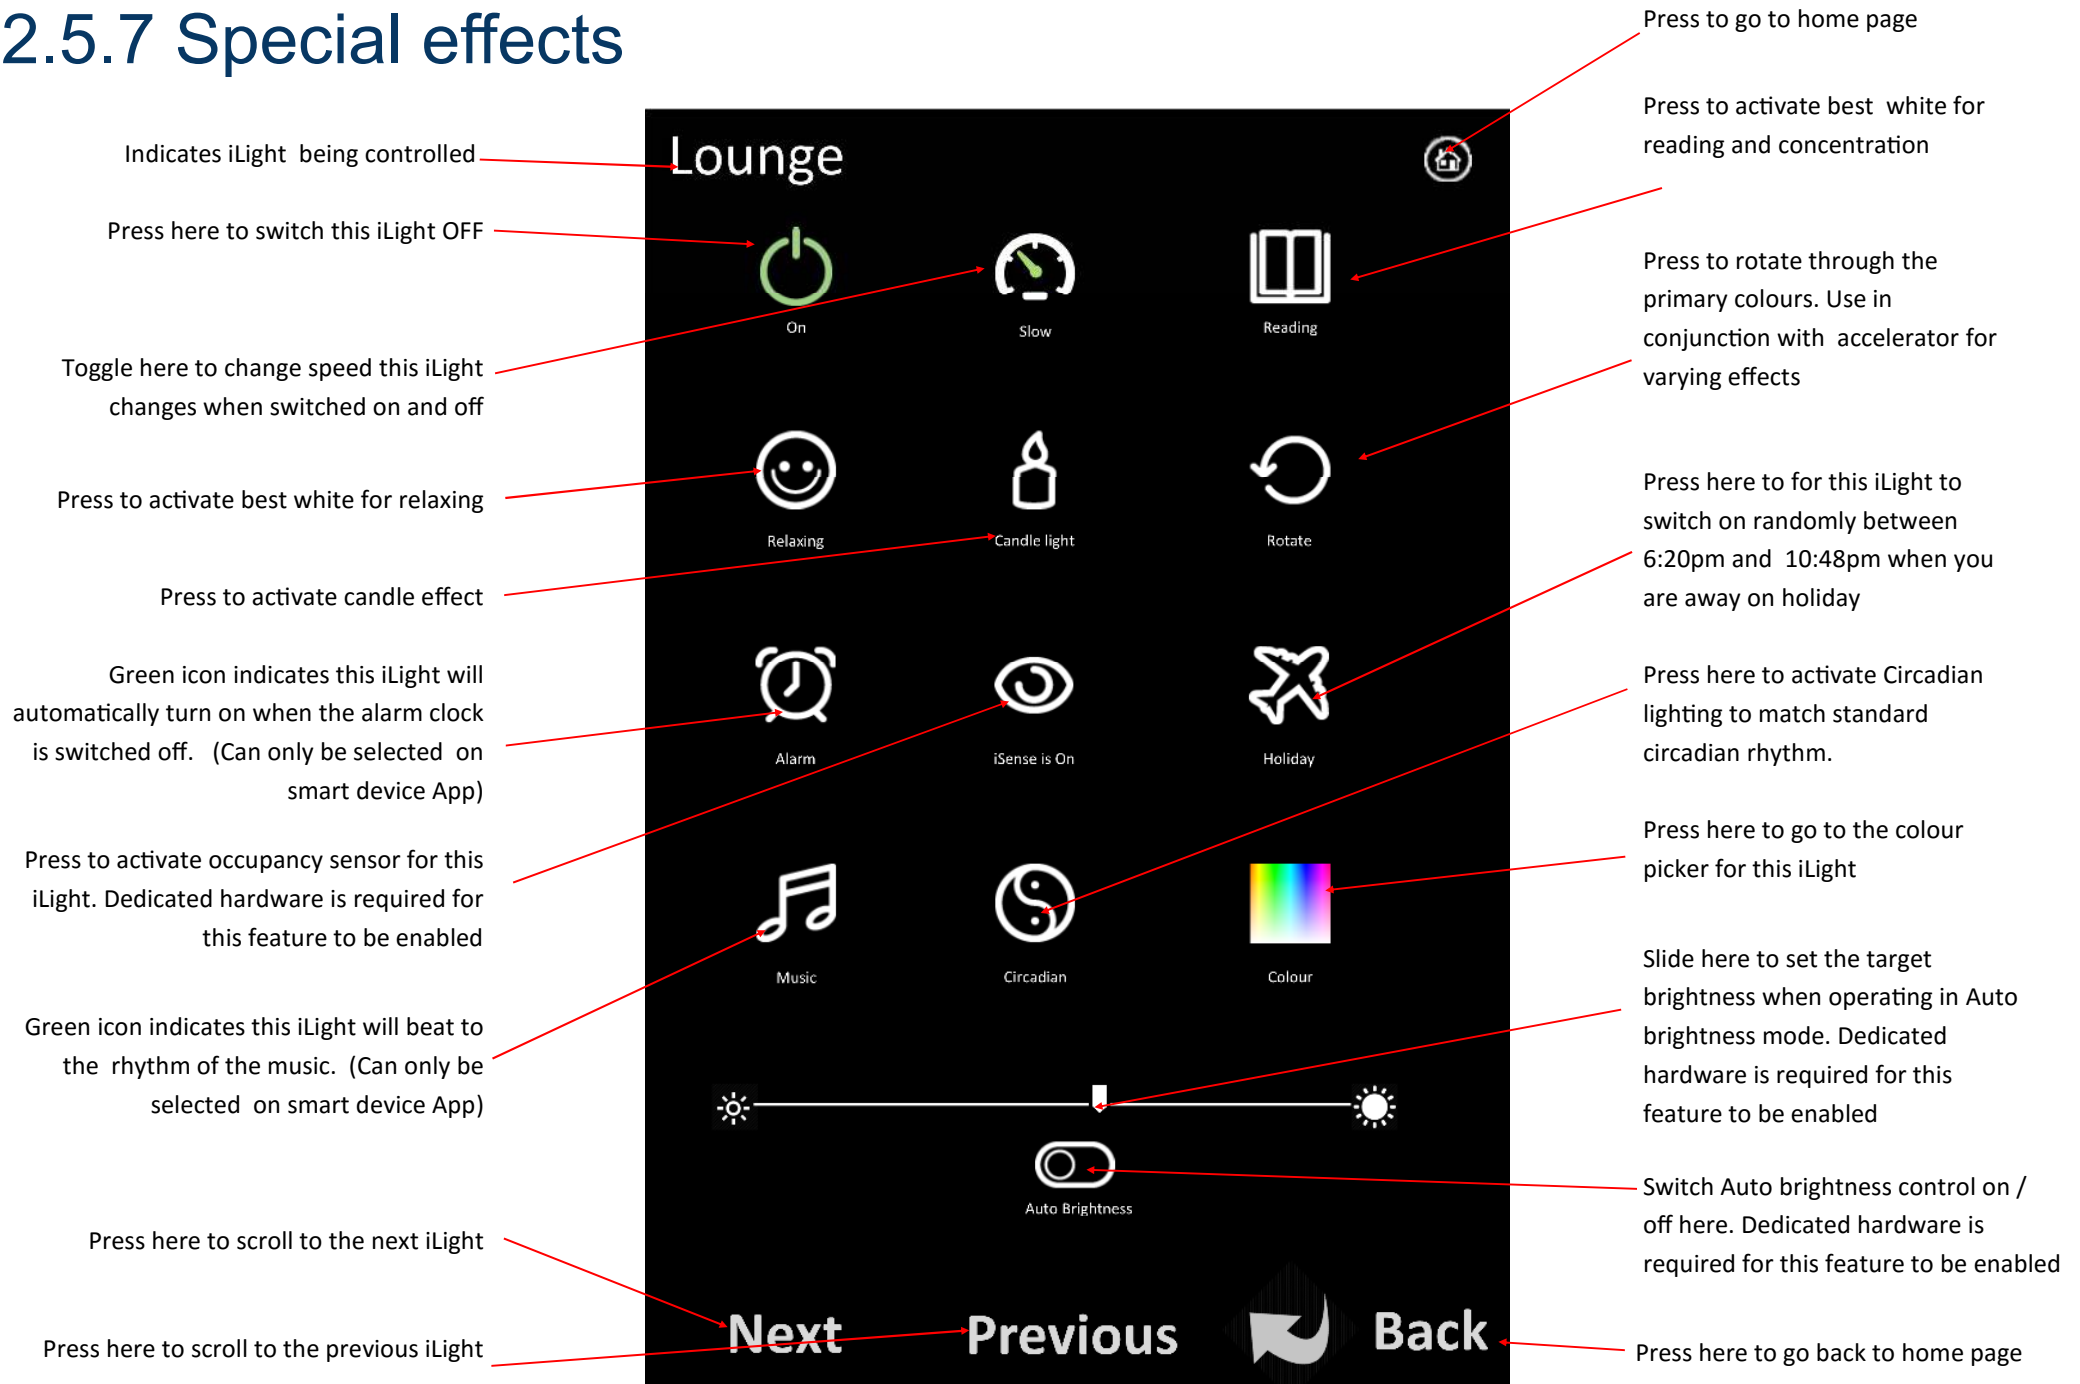 2.5.7 Special effects
Indicates iLight  being controlled
Press here to switch this iLight OFF
Toggle here to change speed this iLight
changes when switched on and off
Press to activate best white for relaxing
Press to activate candle effect
Green icon indicates this iLight will
automatically turn on when the alarm clock
is switched off.   (Can only be selected  on
smart device App)
Press to activate occupancy sensor for this
iLight. Dedicated hardware is required for
this feature to be enabled
Green icon indicates this iLight will beat to
the  rhythm of the music.  (Can only be
selected  on smart device App)
Press here to scroll to the next iLight
Press here to scroll to the previous iLight
Lounge
On
Slow
Reading
Relaxing
Candle light
Rotate
Alarm
iSense is On
Holiday
Music
Circadian
Colour
Auto Brightness
Next
Previous
Back
Press to go to home page
Press to activate best  white for
reading and concentration
Press to rotate through the
primary colours. Use in
conjunction with  accelerator for
varying effects
Press here to for this iLight to
switch on randomly between
6:20pm and  10:48pm when you
are away on holiday
Press here to activate Circadian
lighting to match standard
circadian rhythm.
Press here to go to the colour
picker for this iLight
Slide here to set the target
brightness when operating in Auto
brightness mode. Dedicated
hardware is required for this
feature to be enabled
Switch Auto brightness control on /
off here. Dedicated hardware is
required for this feature to be enabled
Press here to go back to home page